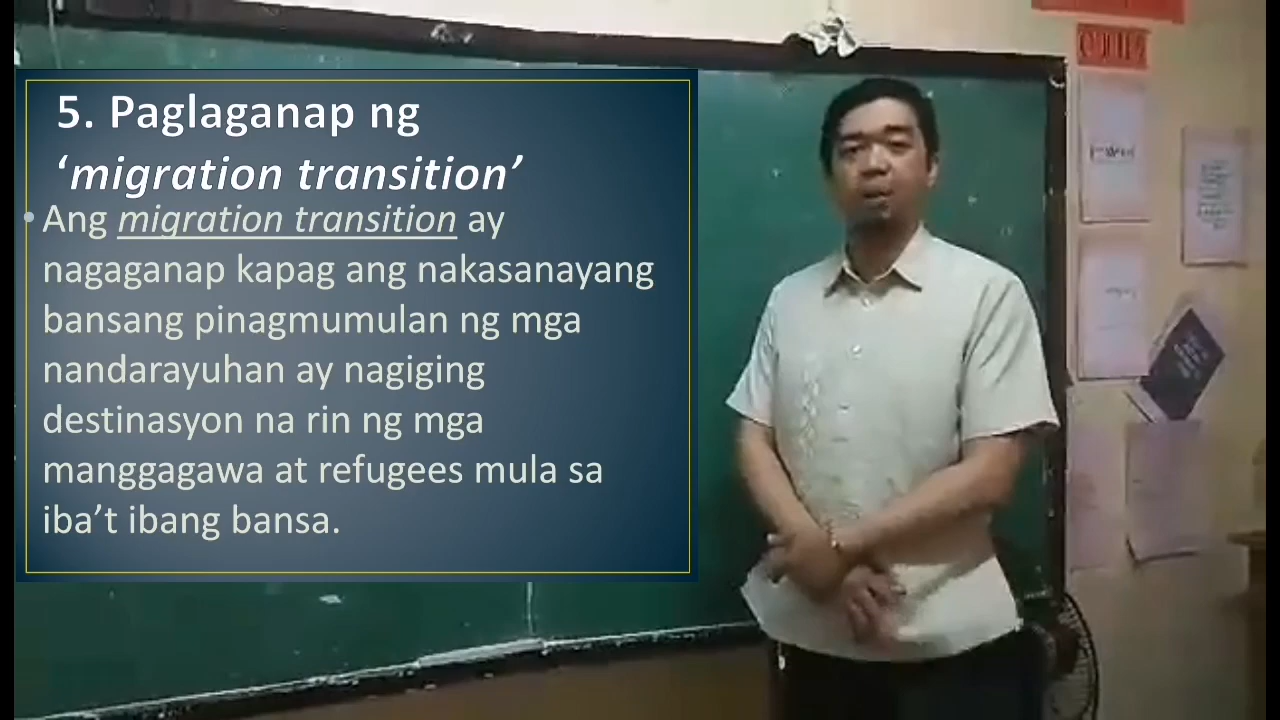 5. Paglaganap ng
‘migration transition’
• Ang migration transition ay
nagaganap kapag ang nakasanayang
bansang pinagmumulan ng mga
nandarayuhan ay nagiging
destinasyon na rin ng mga
manggagawa at refugees mula sa
iba’t ibang bansa.